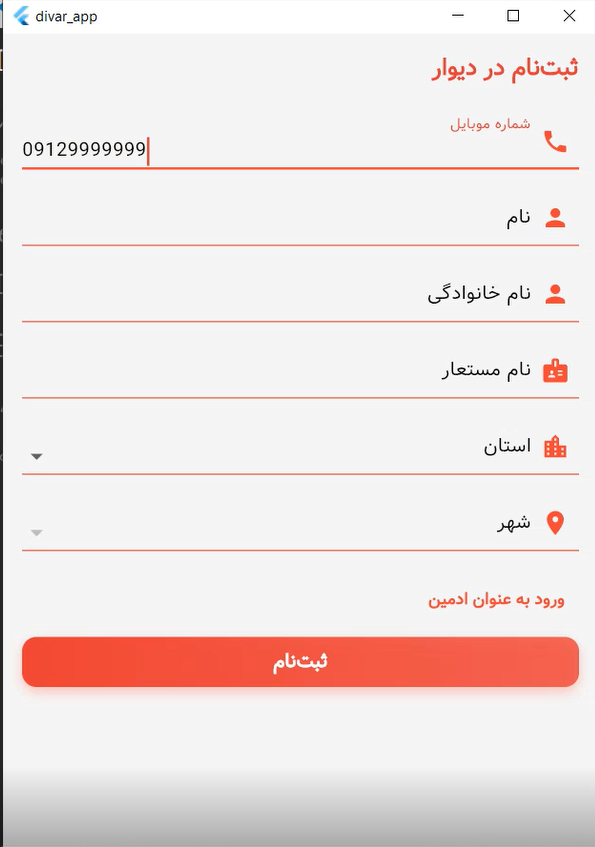 divar_app
ثبت‌نام در دیوار
شماره موبایل
09129999999
نام
نام خانوادگی
نام مستعار
استان
شهر
ورود به عنوان ادمین
ثبت‌نام